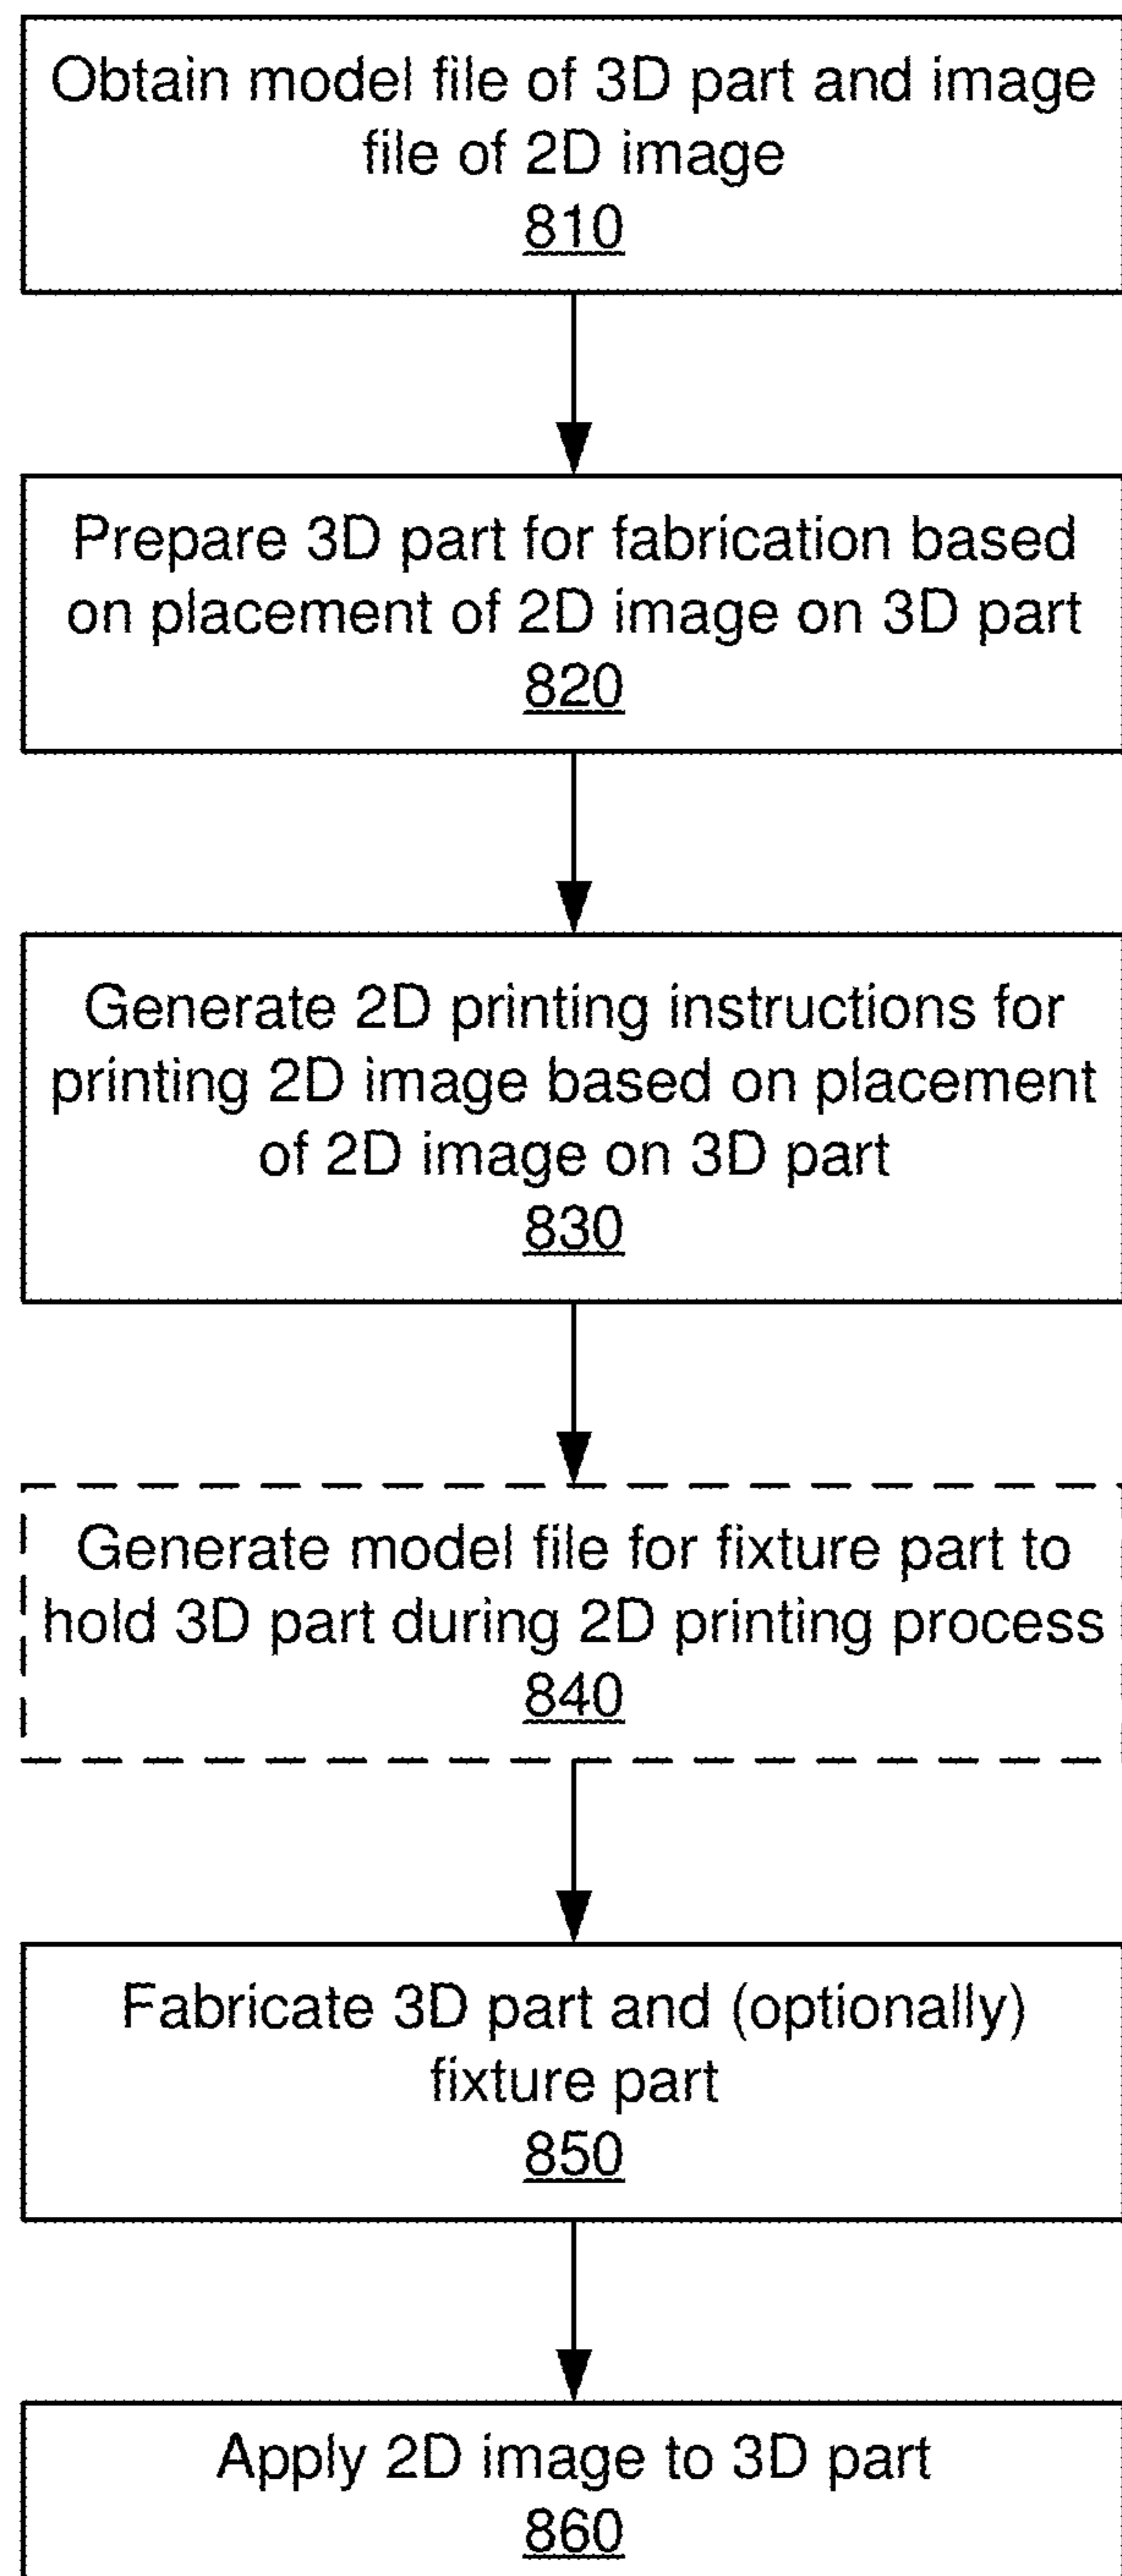 Obtain model file of 3D part and image
file of 2D image
810
Prepare 3D part for fabrication based
on placement of 2D image on 3D part
820
Generate 2D printing instructions for
printing 2D image based on placement
of 2D image on 3D part
830
Generate model file for fixture part to
hold 3D part during 2D printing process
840
Fabricate 3D part and (optionally)
fixture part
850
Apply 2D image to 3D part
860